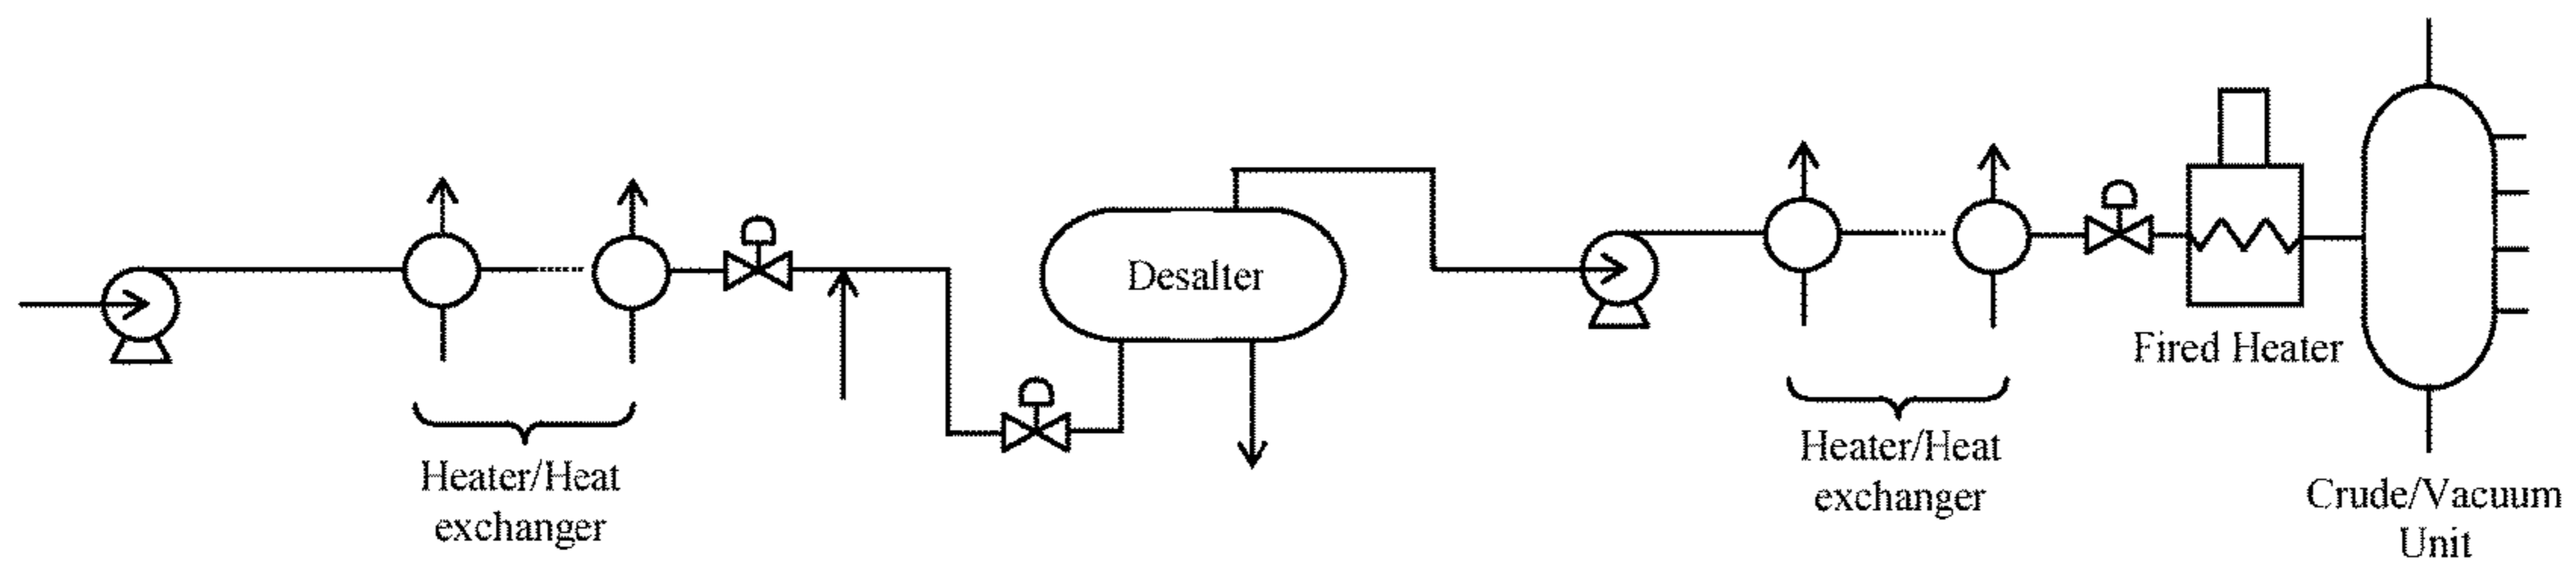 Desalter
Fired Heater
Heater/Heat
exchanger
Heater/Heat
exchanger
Crude/Vacuum
Unit